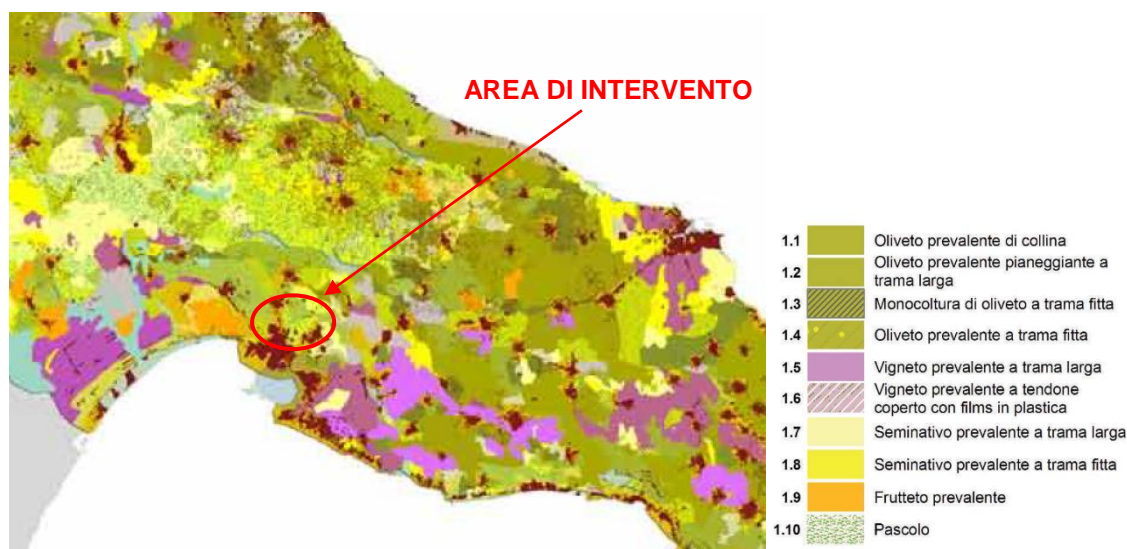 AREA DI INTERVENTO
1.1 Oliveto prevalente di collina
1.2 Oliveto prevalente pianeggiante a
trama larga
1.3 Monocoltura di oliveto a trama fitta
1.4 Oliveto prevalente a trama fitta
1.5 Vigneto prevalente a trama larga
1.6 Vigneto prevalente a tendone
coperto con films in plastica
1.7 Seminativo prevalente a trama larga
1.8 Seminativo prevalente a trama fitta
1.9 Frutteto prevalente
1.10 Pascolo